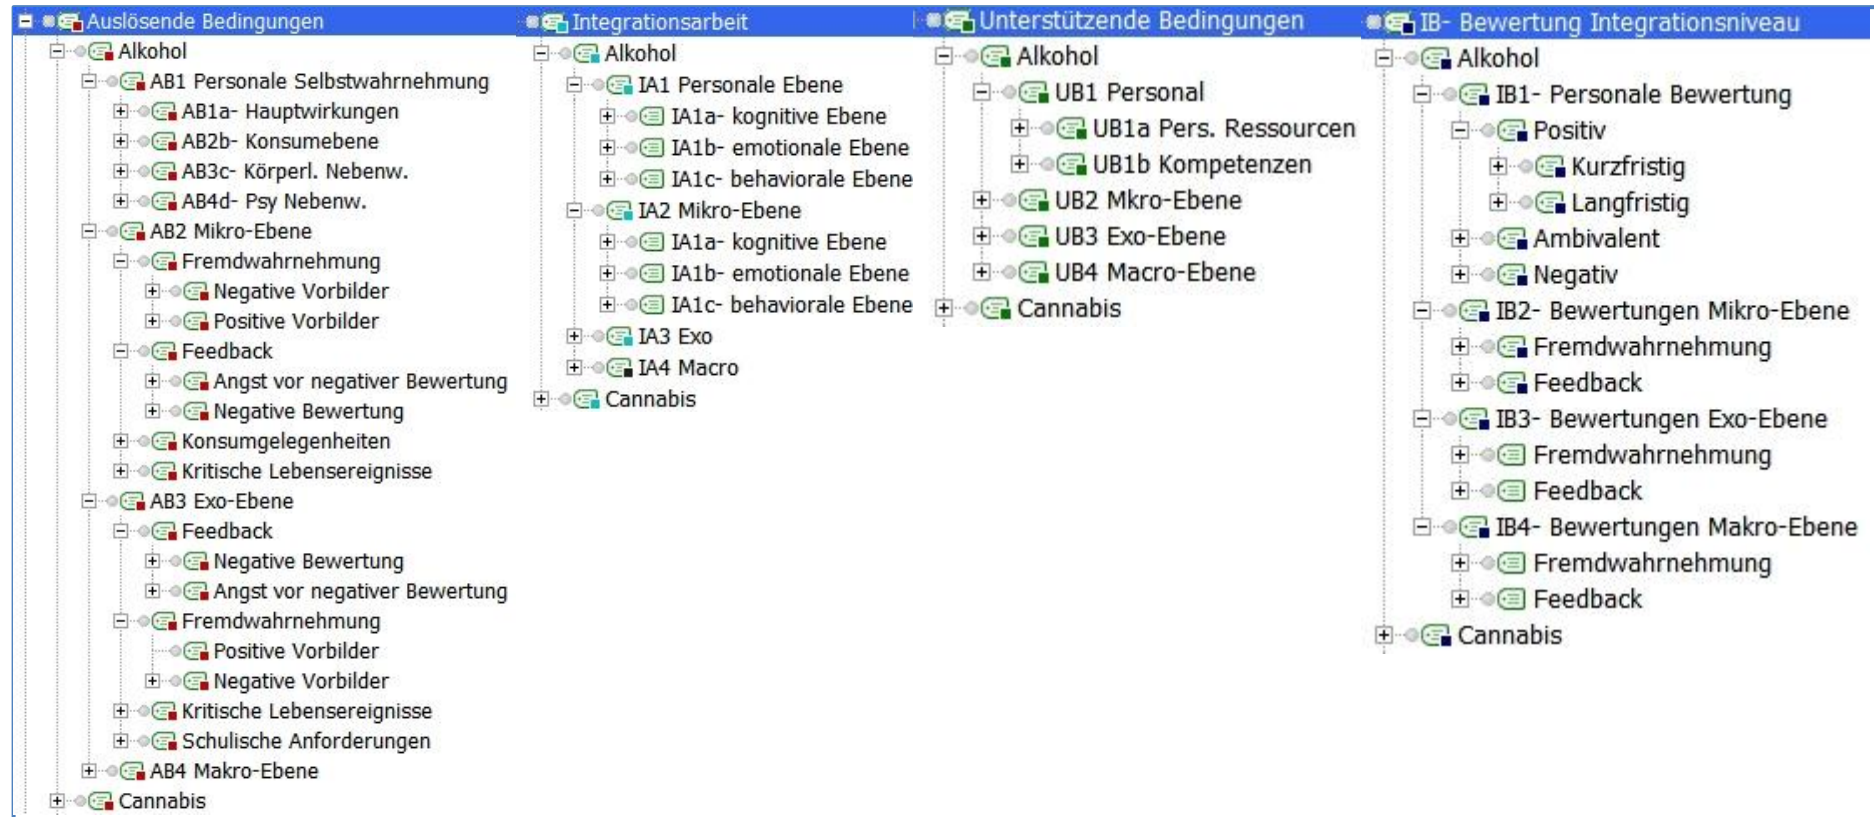 Auslösende Bedingungen
Alkohol
AB1 Personale Selbstwahrnehmung
AB1a- Hauptwirkungen
AB2b- Konsumebene
AB3c- Körperl. Nebenw.
AB4d- Psy Nebenw.
AB2 Mikro-Ebene
Fremdwahrnehmung
Negative Vorbilder
Positive Vorbilder
Feedback
Angst vor negativer Bewertung
Negative Bewertung
Konsumgelegenheiten
Kritische Lebensereignisse
AB3 Exo-Ebene
Feedback
Negative Bewertung
Angst vor negativer Bewertung
Fremdwahrnehmung
Positive Vorbilder
Negative Vorbilder
Kritische Lebensereignisse
Schulische Anforderungen
AB4 Makro-Ebene
Cannabis
Integrationsarbeit
Alkohol
IA1 Personale Ebene
IA1a- kognitive Ebene
IA1b- emotionale Ebene
IA1c- behaviorale Ebene
IA2 Mikro-Ebene
IA1a- kognitive Ebene
IA1b- emotionale Ebene
IA1c- behaviorale Ebene
IA3 Exo
IA4 Macro
Cannabis
Unterstützende Bedingungen
Alkohol
UB1 Personal
UB1a Pers. Ressourcen
UB1b Kompetenzen
UB2 Mkro-Ebene
UB3 Exo-Ebene
UB4 Macro-Ebene
Cannabis
IB- Bewertung Integrationsniveau
Alkohol
IB1- Personale Bewertung
Positiv
Kurzfristig
Langfristig
Ambivalent
Negativ
IB2- Bewertungen Mikro-Ebene
Fremdwahrnehmung
Feedback
IB3- Bewertungen Exo-Ebene
Fremdwahrnehmung
Feedback
IB4- Bewertungen Makro-Ebene
Fremdwahrnehmung
Feedback
Cannabis